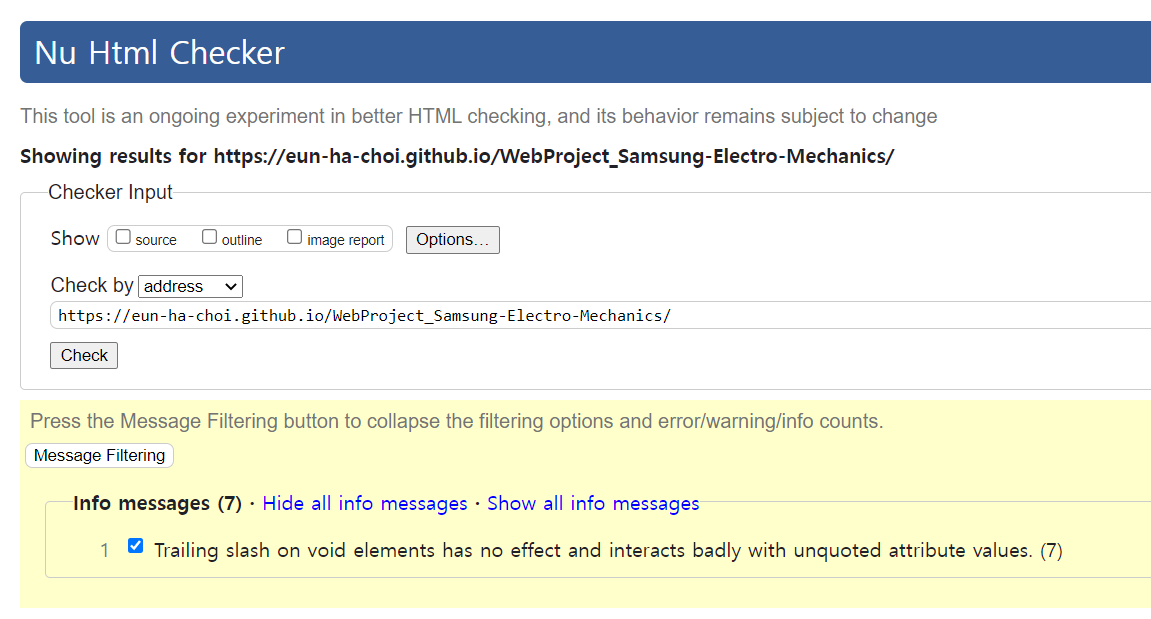 Nu Html Checker
This tool is an ongoing experiment in better HTML checking, and its behavior remains subject to change
Showing results for https://eun-ha-choi.github.io/WebProject_Samsung-Electro-Mechanics/
Checker Input
Show source outline image report Options...
Check by address
https://eun-ha-choi.github.io/WebProject_Samsung-Electro-Mechanics/
Check
Press the Message Filtering button to collapse the filtering options and error/warning/info counts.
Message Filtering
Info messages (7) · Hide all info messages · Show all info messages
1 Trailing slash on void elements has no effect and interacts badly with unquoted attribute values. (7)